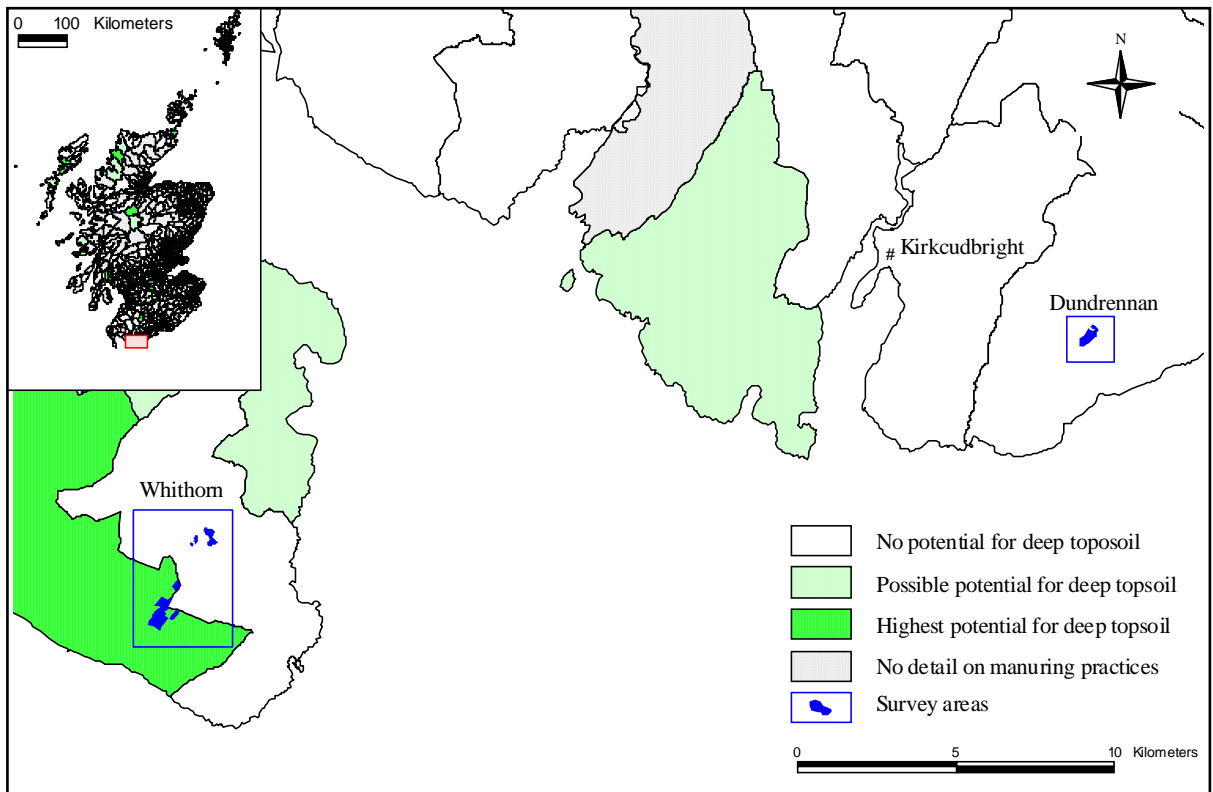 0 100 Kilometers
N
# Kirkcudbright
Dundrennan
Whithorn
No potential for deep toposoil
Possible potential for deep topsoil
Highest potential for deep topsoil
No detail on manuring practices
Survey areas
0 5 10 Kilometers